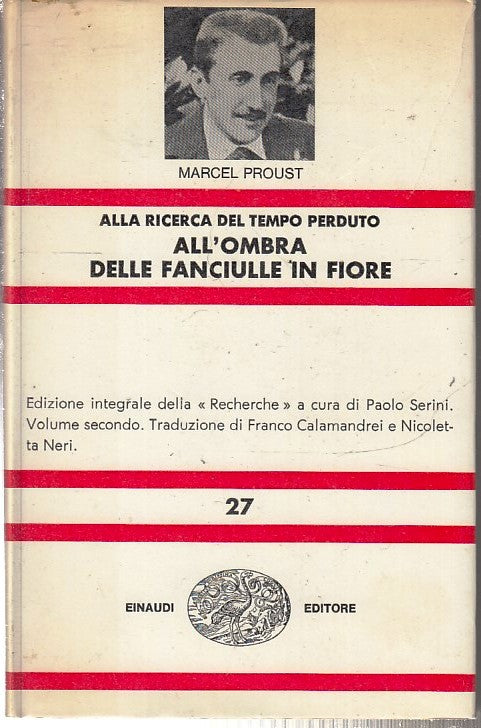 MARCEL PROUST
ALLA RICERCA DEL TEMPO PERDUTO
ALL'OMBRA
DELLE FANCIULLE IN FIORE
Edizione integrale della « Recherche » a cura di Paolo Serini.
Volume secondo. Traduzione di Franco Calamandrei e Nicolet-
ta Neri.
27
EINAUDI EDITORE